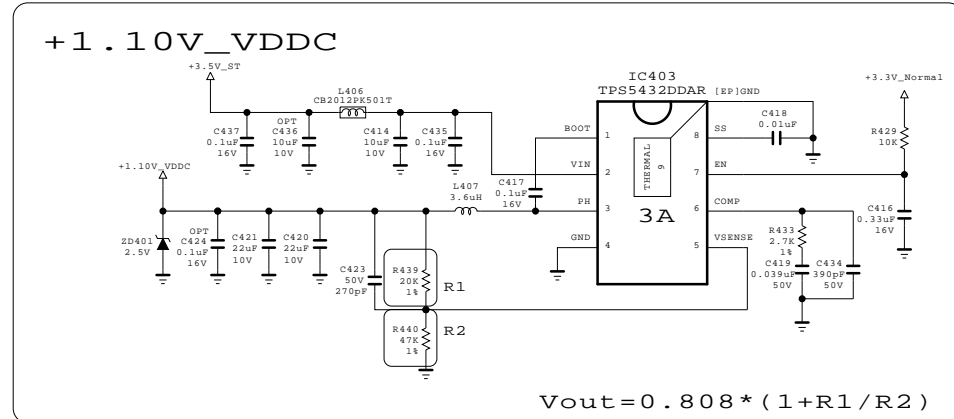 +1.10V_VDDC
+3.5V_ST
L406
CB2012PK501T
C437
0.1uF
16V
OPT
C436
10uF
10V
C414
10uF
10V
C435
0.1uF
16V
IC403
TPS5432DDAR
[EP]GND
C418
0.01uF
+3.3V_Normal
R429
10K
BOOT
1
8
SS
VIN
2
7
EN
PH
3
6
COMP
GND
4
5
VSENSE
THERMAL
9
3A
+1.10V_VDDC
L407
3.6uH
C417
0.1uF
16V
C416
0.33uF
16V
ZD401
2.5V
OPT
C424
0.1uF
16V
C421
22uF
10V
C420
22uF
10V
C423
50V
270pF
R439
20K
1%
R1
R440
47K
1%
R2
R433
2.7K
1%
C419
0.039uF
50V
C434
390pF
50V
Vout=0.808*(1+R1/R2)